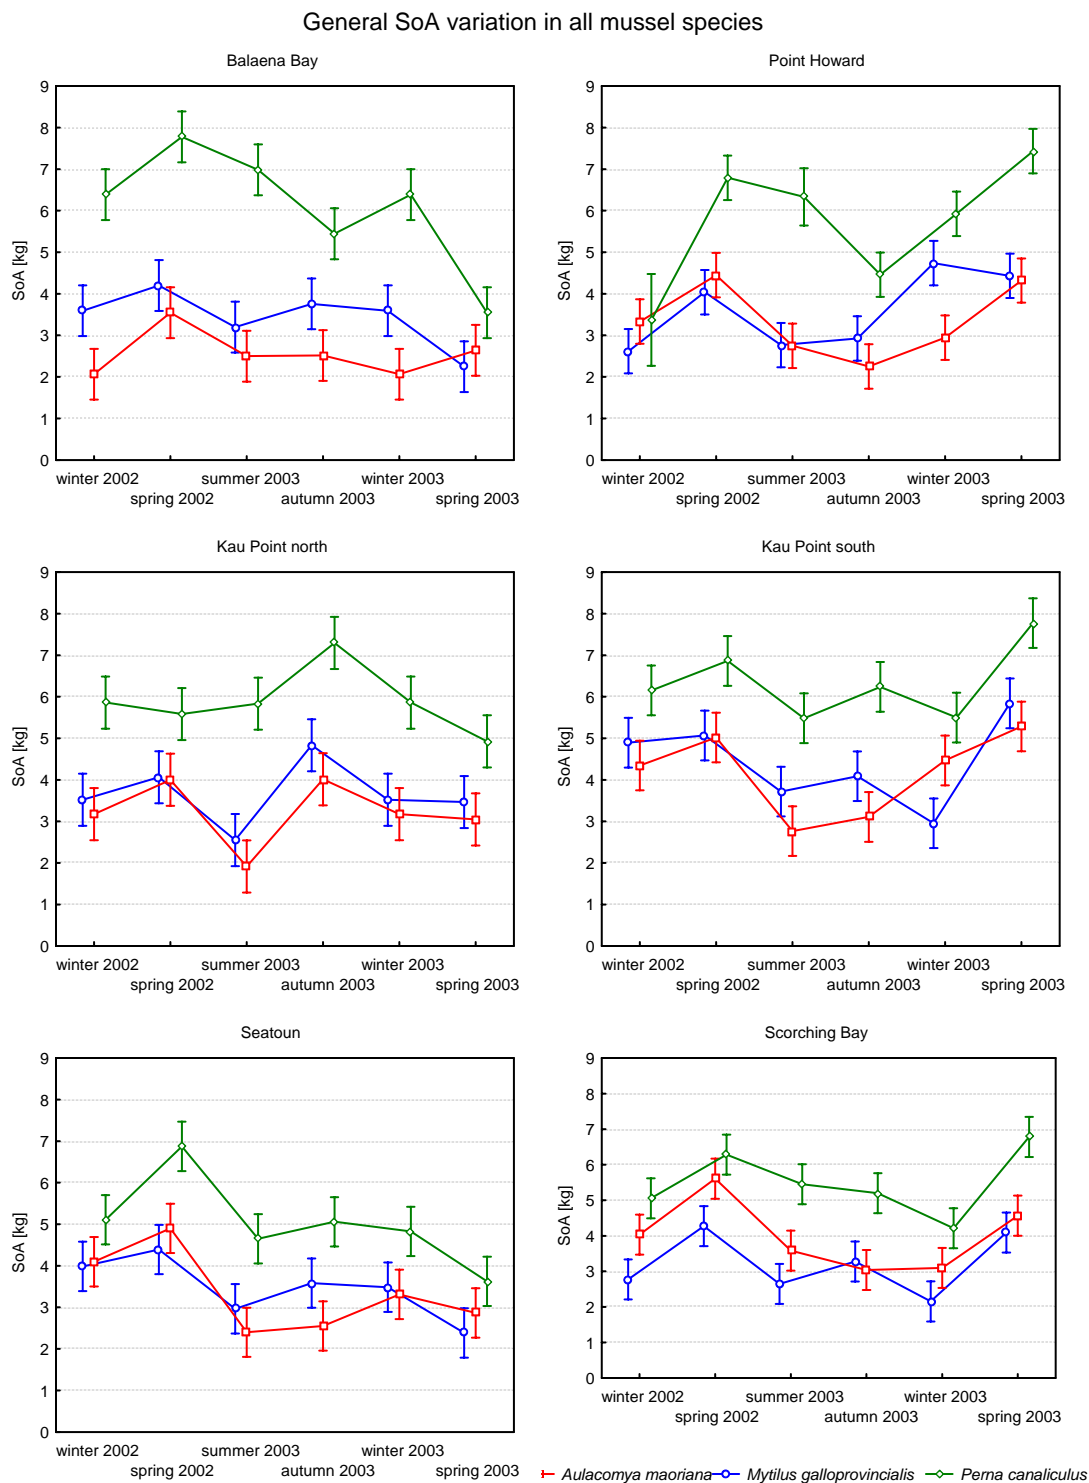 General SoA variation in all mussel species
Balaena Bay
SoA [kg]
9
8
7
6
5
4
3
2
1
0
winter 2002 summer 2003 winter 2003
spring 2002 autumn 2003 spring 2003
Point Howard
SoA [kg]
9
8
7
6
5
4
3
2
1
0
winter 2002 summer 2003 winter 2003
spring 2002 autumn 2003 spring 2003
Kau Point north
SoA [kg]
9
8
7
6
5
4
3
2
1
0
winter 2002 summer 2003 winter 2003
spring 2002 autumn 2003 spring 2003
Kau Point south
SoA [kg]
9
8
7
6
5
4
3
2
1
0
winter 2002 summer 2003 winter 2003
spring 2002 autumn 2003 spring 2003
Seatoun
SoA [kg]
9
8
7
6
5
4
3
2
1
0
winter 2002 summer 2003 winter 2003
spring 2002 autumn 2003 spring 2003
Scorching Bay
SoA [kg]
9
8
7
6
5
4
3
2
1
0
winter 2002 summer 2003 winter 2003
spring 2002 autumn 2003 spring 2003
Aulacomya maoriana Mytilus galloprovincialis Perna canaliculus